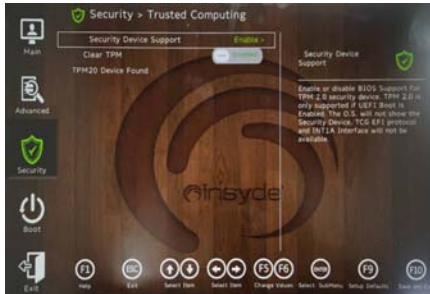 Security > Trusted Computing
Main
Advanced
Security
Boot
Exit
Security Device Support
Enable >
Clear TPM
TPM20 Device Found
Security Device
Support
Enable or disable BIOS Support for
TPM 2.0 security device. TPM 2.0 is
only supported if UEFI Boot is
Enabled. The O.S. will not show the
Security Device. TCG EFI protocol
and INT1A Interface will not be
available.
insyde
F1
Help
ESC
Exit
Select Item
Select Item
F5 F6
Change Values
ENTER
Select SubMenu
F9
Setup Defaults
F10
Save and Exit